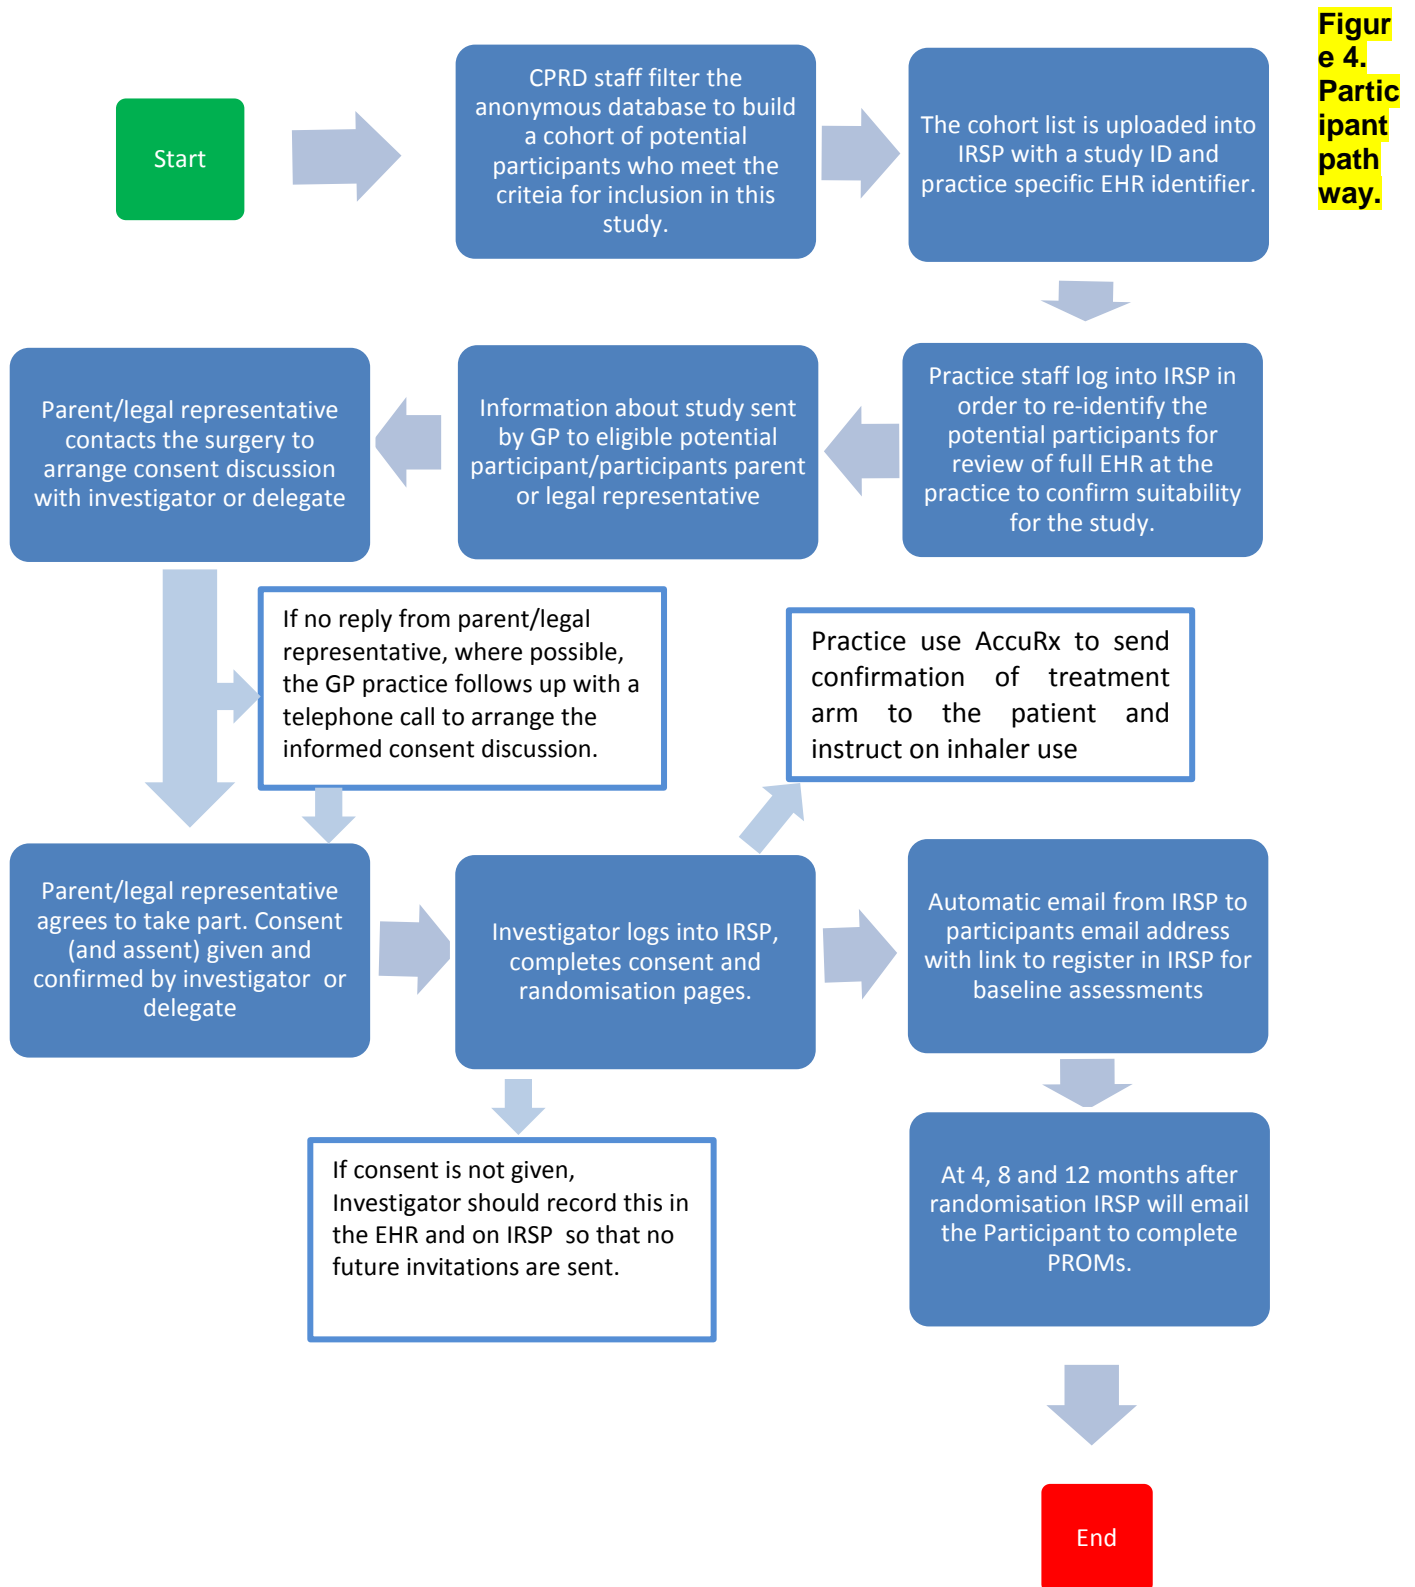 Figur
e 4.
Partic
ipant
path
way.
Start
CPRD staff filter the
anonymous database to build
a cohort of potential
participants who meet the
criteia for inclusion in this
study.
The cohort list is uploaded into
IRSP with a study ID and
practice specific EHR identifier.
Practice staff log into IRSP in
order to re-identify the
potential participants for
review of full EHR at the
practice to confirm suitability
for the study.
Information about study sent
by GP to eligible potential
participant/participants parent
or legal representative
Parent/legal representative
contacts the surgery to
arrange consent discussion
with investigator or delegate
If no reply from parent/legal
representative, where possible,
the GP practice follows up with a
telephone call to arrange the
informed consent discussion.
Practice use AccuRx to send
confirmation of treatment
arm to the patient and
instruct on inhaler use
Parent/legal representative
agrees to take part. Consent
(and assent) given and
confirmed by investigator or
delegate
Investigator logs into IRSP,
completes consent and
randomisation pages.
Automatic email from IRSP to
participants email address
with link to register in IRSP for
baseline assessments
If consent is not given,
Investigator should record this in
the EHR and on IRSP so that no
future invitations are sent.
At 4, 8 and 12 months after
randomisation IRSP will email
the Participant to complete
PROMs.
End